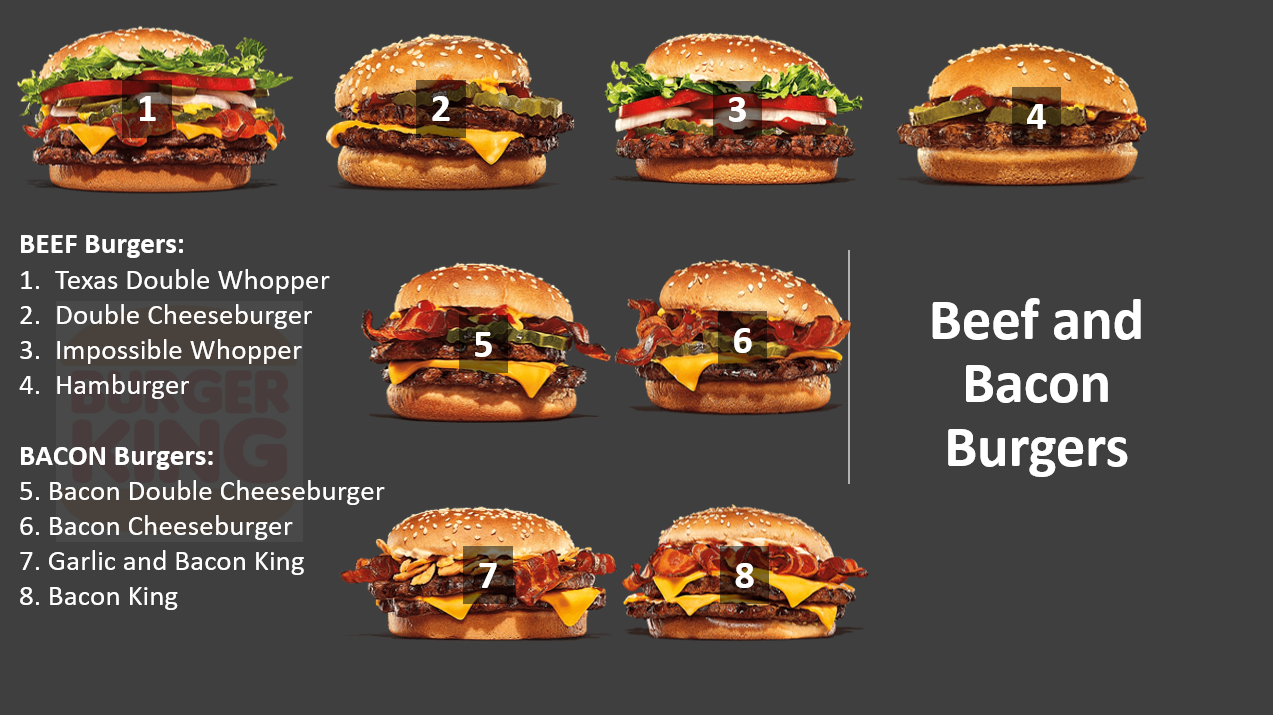 1
2
3
4
BEEF Burgers:
1. Texas Double Whopper
2. Double Cheeseburger
3. Impossible Whopper
4. Hamburger
BURGER
KING
BACON Burgers:
5. Bacon Double Cheeseburger
6. Bacon Cheeseburger
7. Garlic and Bacon King
8. Bacon King
5
6
7
8
Beef and
Bacon
Burgers